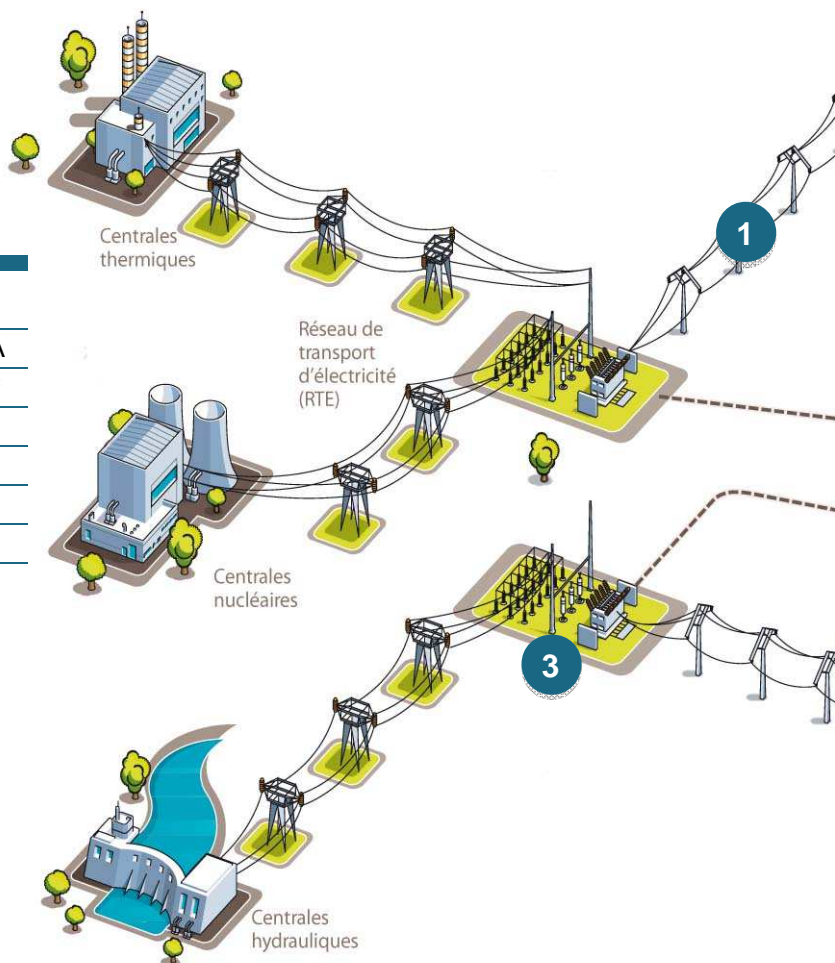 Centrales
thermiques
1
A
Réseau de
transport
d'électricité
(RTE)
Centrales
nucléaires
3
Centrales
hydrauliques